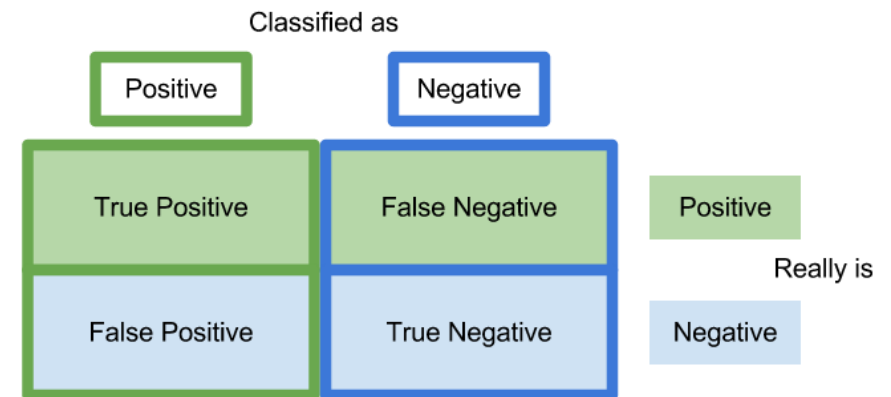 Classified as
Positive
Negative
True Positive
False Negative
Positive
Really is
False Positive
True Negative
Negative